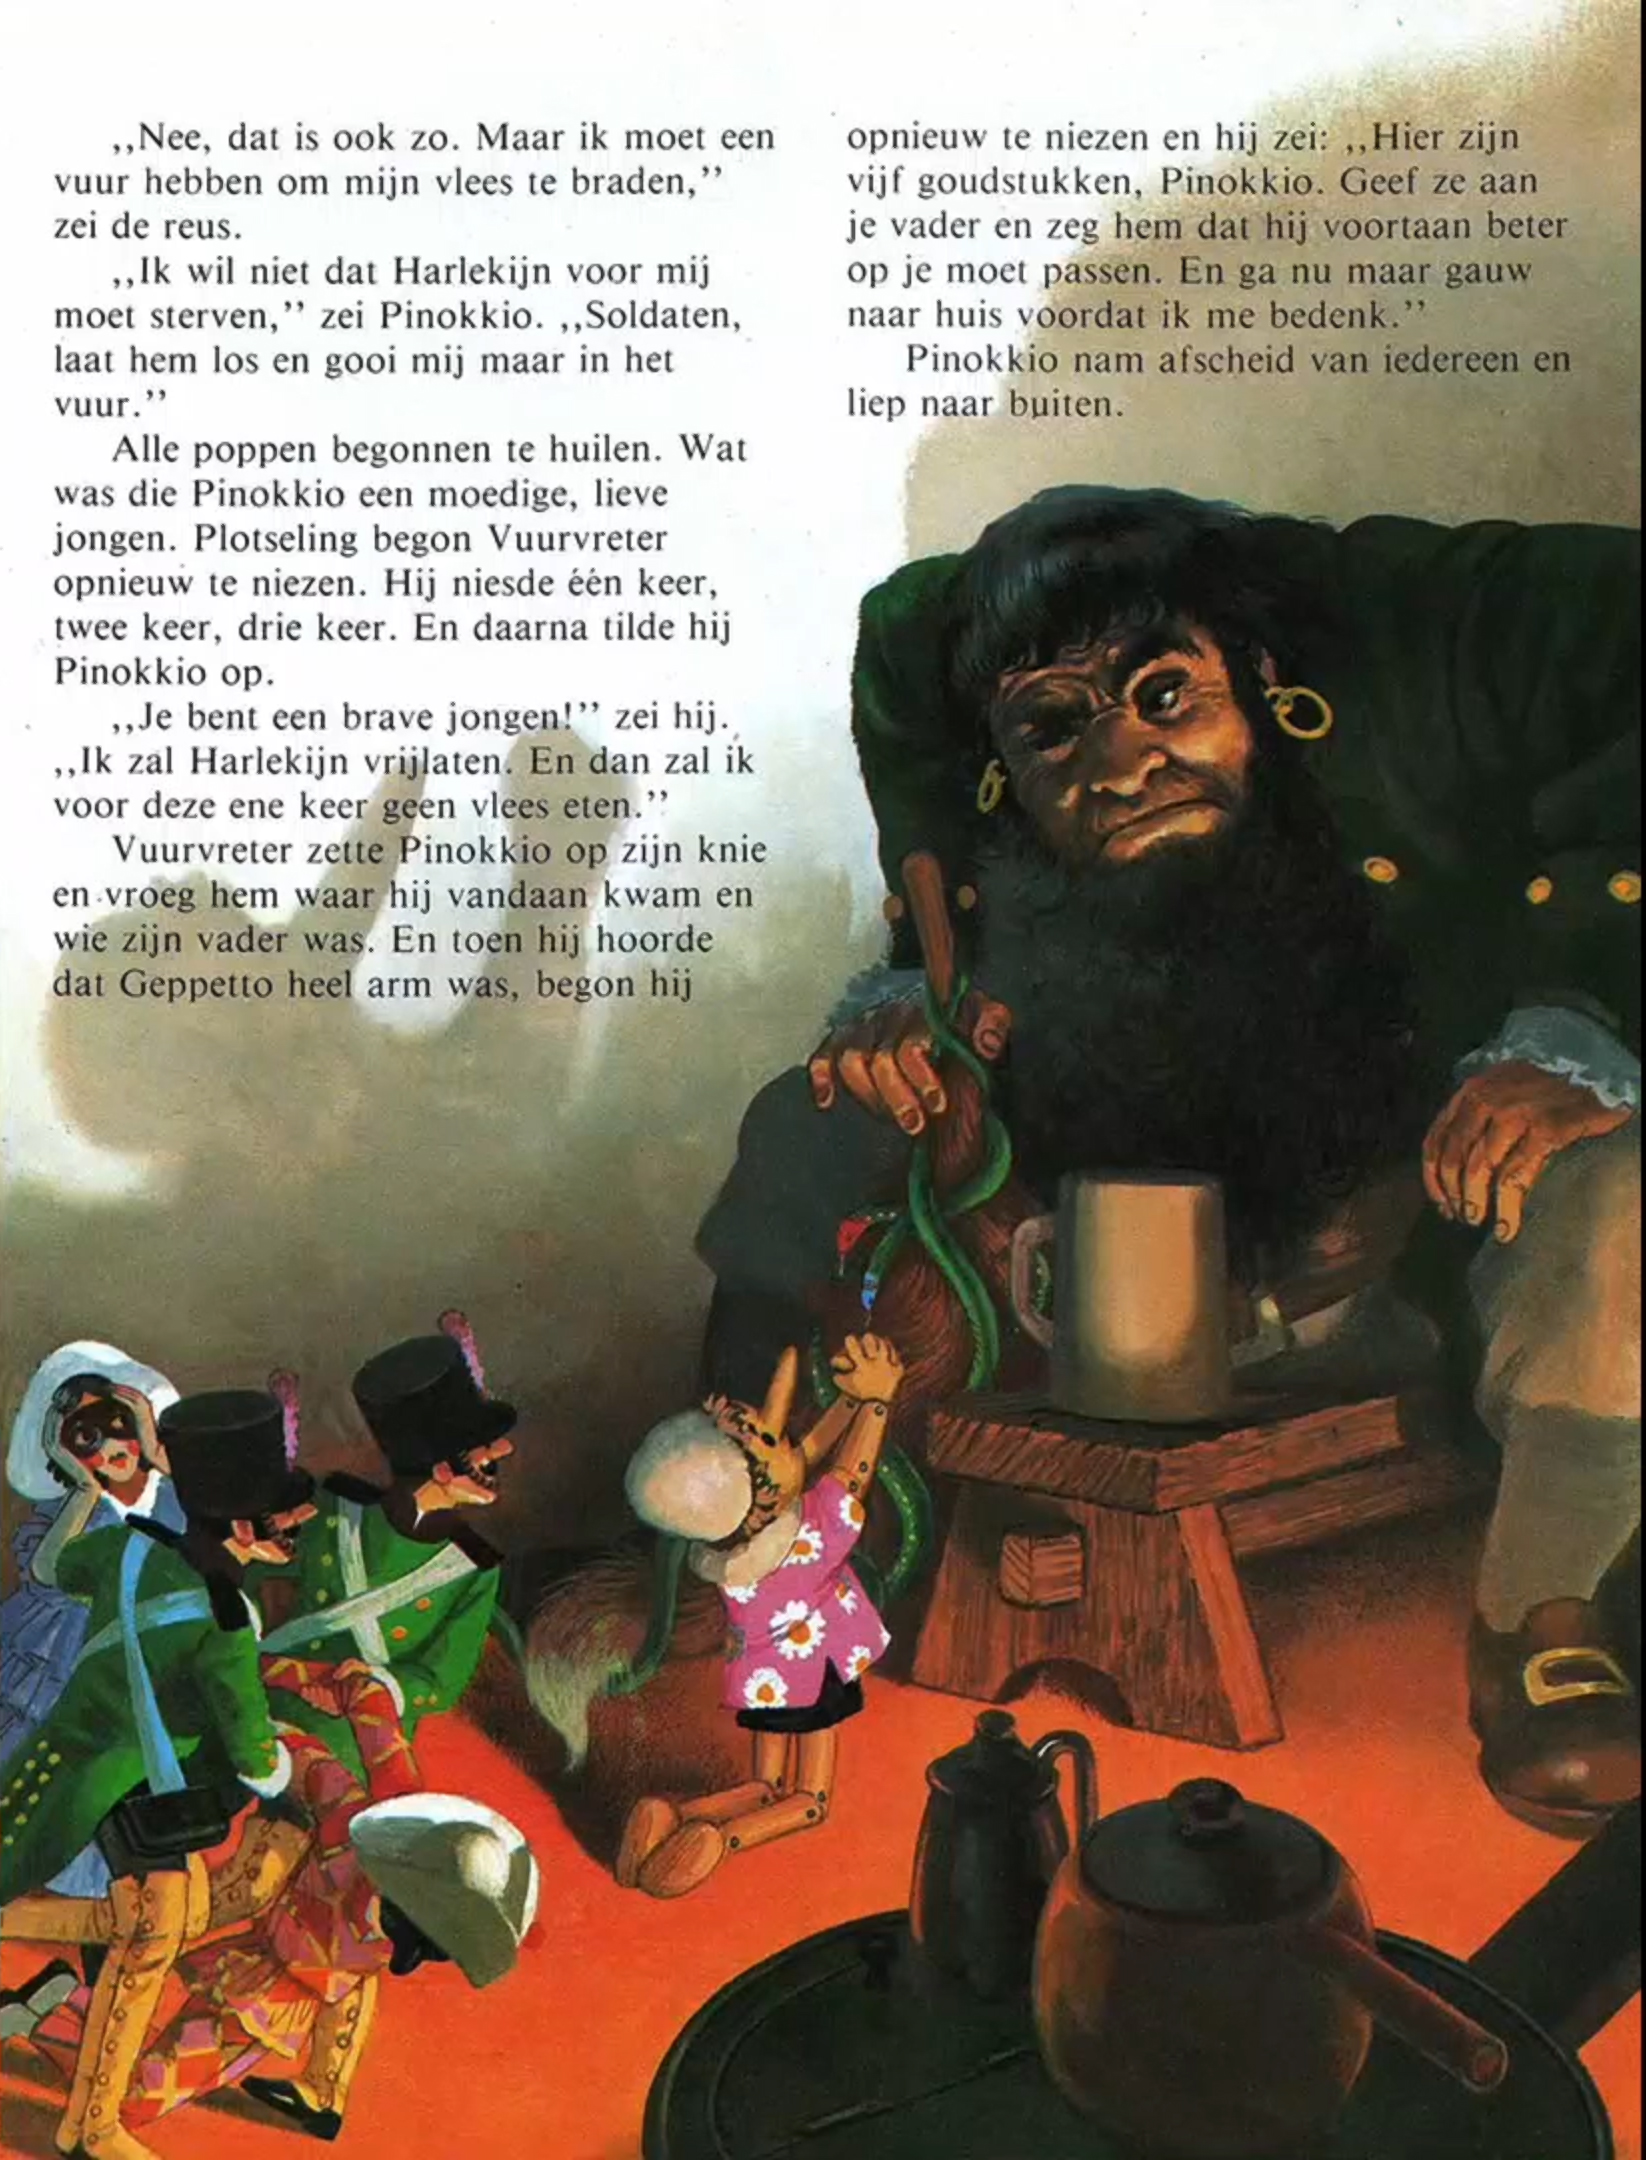 ,,Nee, dat is ook zo. Maar ik moet een
vuur hebben om mijn vlees te braden,’’
zei de reus.
,,Ik wil niet dat Harlekijn voor mij
moet sterven,’’ zei Pinokkio. ,,Soldaten,
laat hem los en gooi mij maar in het
vuur.’’
Alle poppen begonnen te huilen. Wat
was die Pinokkio een moedige, lieve
jongen. Plotseling begon Vuurvreter
opnieuw te niezen. Hij niesde één keer,
twee keer, drie keer. En daarna tilde hij
Pinokkio op.
,,Je bent een brave jongen!’’ zei hij.
,,Ik zal Harlekijn vrijlaten. En dan zal ik
voor deze ene keer geen vlees eten.’’
Vuurvreter zette Pinokkio op zijn knie
en vroeg hem waar hij vandaan kwam en
wie zijn vader was. En toen hij hoorde
dat Geppetto heel arm was, begon hij
opnieuw te niezen en hij zei: ,,Hier zijn
vijf goudstukken, Pinokkio. Geef ze aan
je vader en zeg hem dat hij voortaan beter
op je moet passen. En ga nu maar gauw
naar huis voordat ik me bedenk.’’
Pinokkio nam afscheid van iedereen en
liep naar buiten.